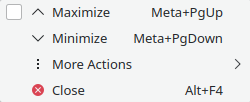 Maximize Meta+PgUp
Minimize Meta+PgDown
More Actions
Close Alt+F4